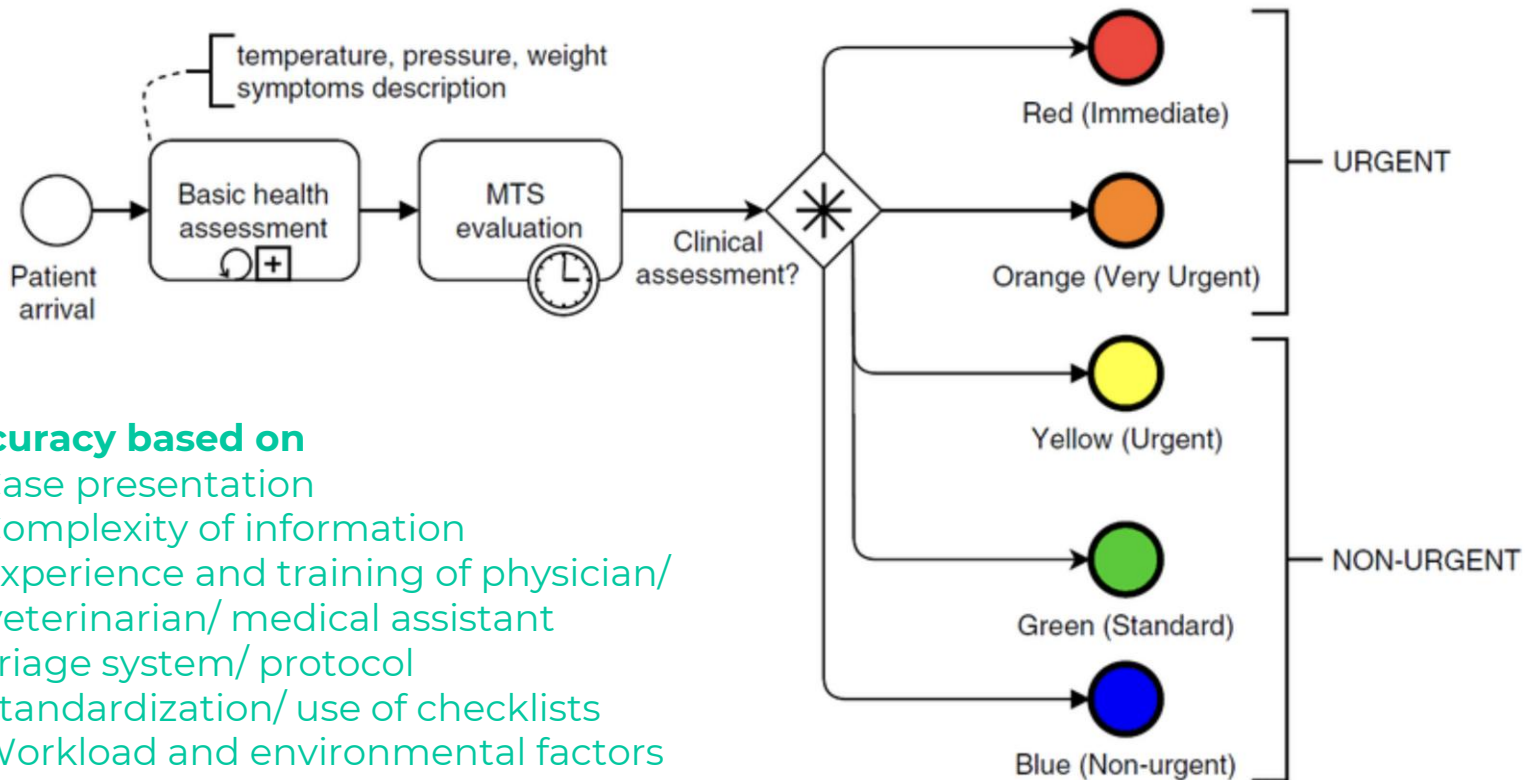 temperature, pressure, weight
symptoms description
Basic health
assessment
MTS
evaluation
Patient
arrival
Clinical
assessment?
Red (Immediate)
Orange (Very Urgent)
URGENT
Yellow (Urgent)
Green (Standard)
Blue (Non-urgent)
NON-URGENT
curacy based on
ase presentation
omplexity of information
xperience and training of physician/
veterinarian/ medical assistant
riage system/ protocol
tandardization/ use of checklists
Workload and environmental factors